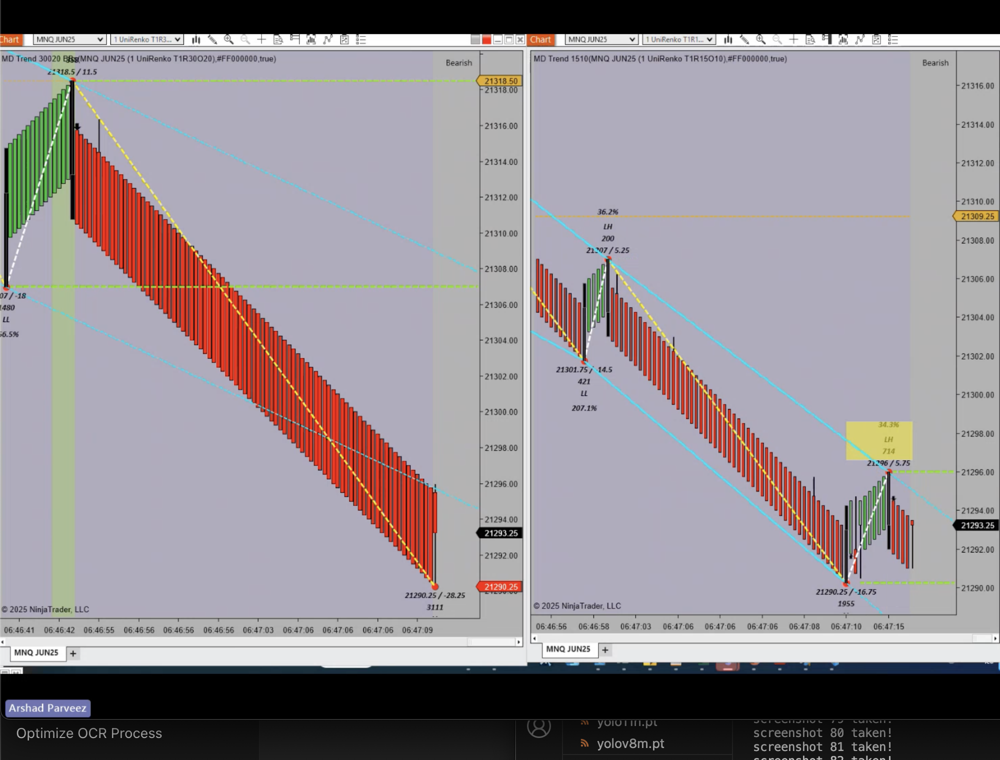 Chart
MNQ JUN25
1 UniRenko T1R3...
Chart
MNQ JUN25
1 UniRenko T1R1...
MD Trend 30020 (MNQ JUN25 (1 UniRenko T1R30O20),#FF000000,true)
Bearish
21318.5 / 11.5
21318.50
21318.00
21316.00
21314.00
21312.00
21310.00
21308.00
21306.00
21304.00
21302.00
21300.00
21298.00
21296.00
21294.00
21293.25
21292.00
21290.25
07 / -18
1480
LL
56.5%
21290.25 / -28.25
3111
© 2025 NinjaTrader, LLC
06:46:41
06:46:42
06:46:55
06:46:56
06:46:56
06:46:56
06:47:03
06:47:06
06:47:06
06:47:09
MNQ JUN25
+
MD Trend 1510(MNQ JUN25 (1 UniRenko T1R15O10),#FF000000,true)
Bearish
21316.00
21314.00
21312.00
21310.00
21309.25
21308.00
21306.00
21304.00
21302.00
21300.00
21298.00
21296.00
21294.00
21293.25
21292.00
21290.00
36.2%
LH
200
21307 / 5.25
21301.75 / -14.5
421
LL
207.1%
34.3%
LH
714
21296 / 5.75
21290.25 / -16.75
1955
© 2025 NinjaTrader, LLC
06:46:56
06:46:58
06:47:03
06:47:06
06:47:06
06:47:08
06:47:10
06:47:15
MNQ JUN25
+
Arshad Parveez
Optimize OCR Process
yolo11n.pt
yolov8m.pt
screenshot 79 taken!
screenshot 80 taken!
screenshot 81 taken!
screenshot 82 taken!